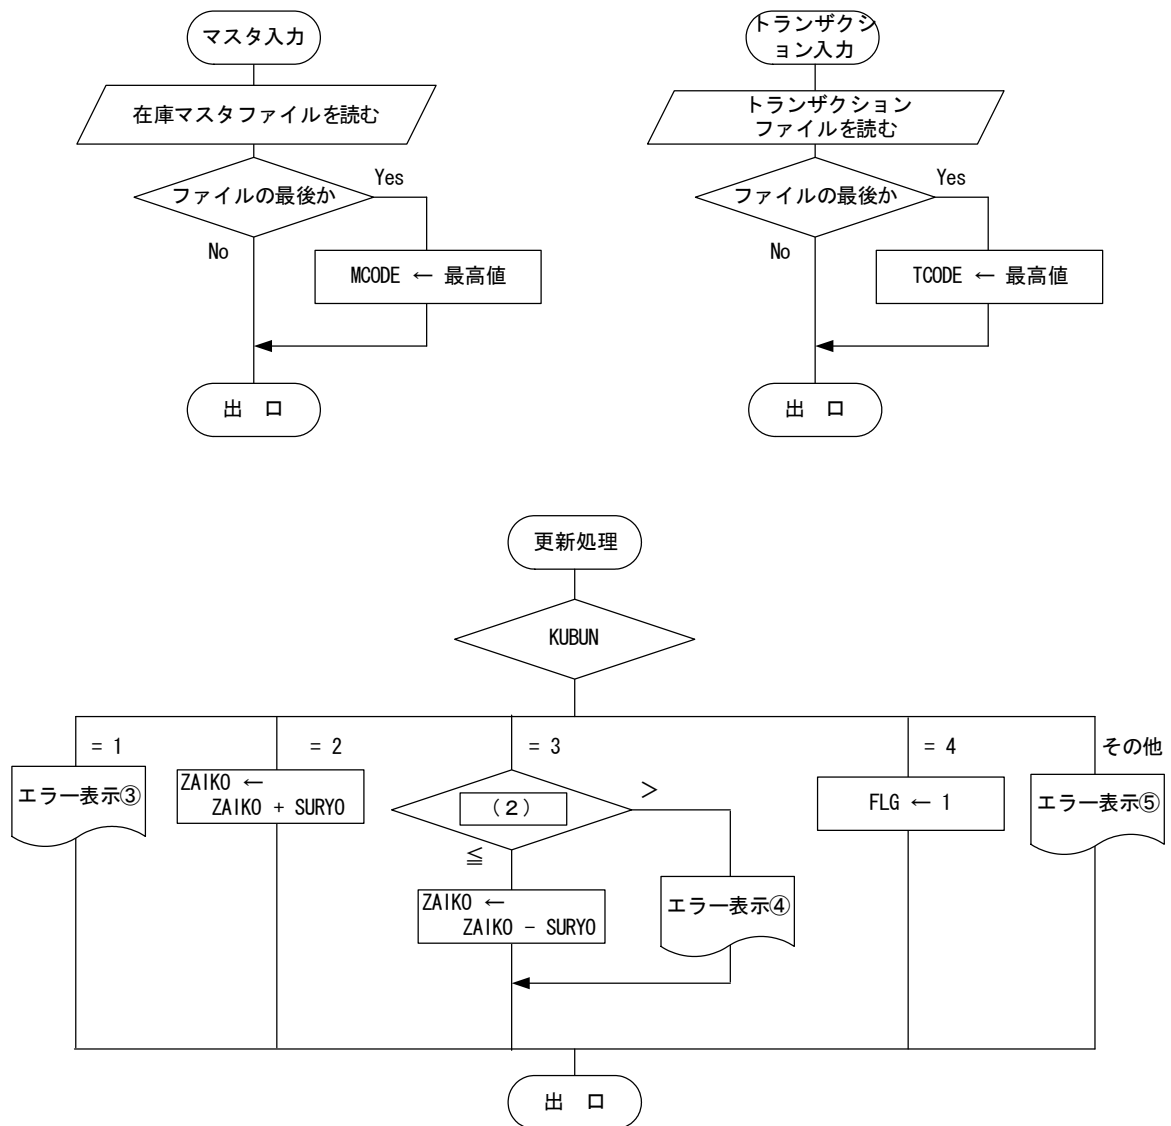 マスタ入力
在庫マスタファイルを読む
ファイルの最後か
Yes
No
MCODE ← 最高値
出　口
トランザクシ
ョン入力
トランザクション
ファイルを読む
ファイルの最後か
Yes
No
TCODE ← 最高値
出　口
更新処理
KUBUN
= 1
エラー表示③
= 2
ZAIKO ←
ZAIKO + SURYO
= 3
（２）
＞
≦
ZAIKO ←
ZAIKO − SURYO
エラー表示④
= 4
FLG ← 1
その他
エラー表示⑤
出　口